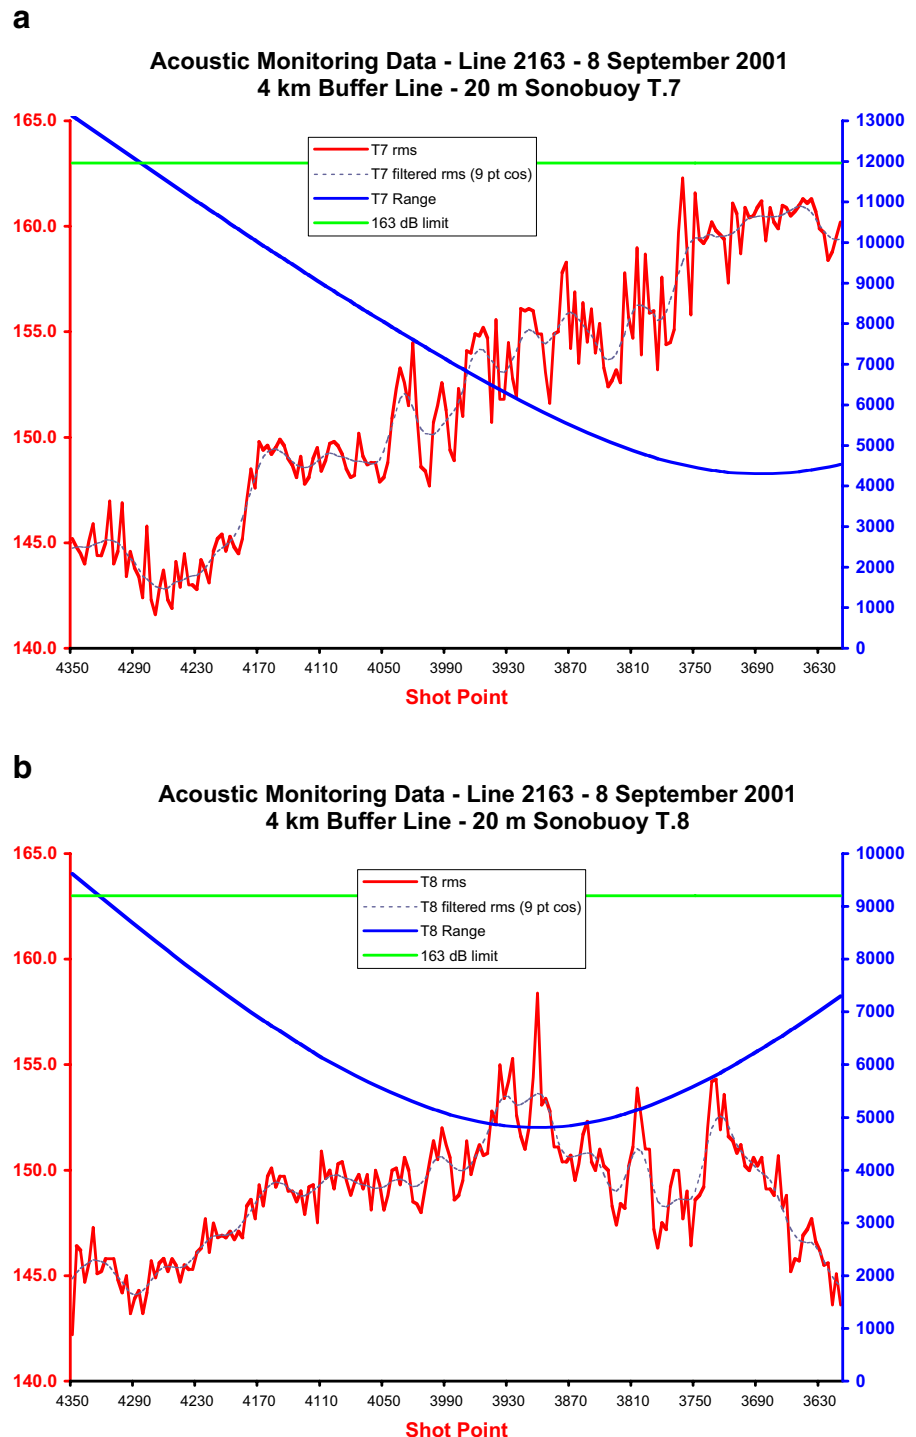 a
Acoustic Monitoring Data - Line 2163 - 8 September 2001
4 km Buffer Line - 20 m Sonobuoy T.7
165.0
160.0
155.0
150.0
145.0
140.0
T7 rms
T7 filtered rms (9 pt cos)
T7 Range
163 dB limit
13000
12000
11000
10000
9000
8000
7000
6000
5000
4000
3000
2000
1000
0
4350 4290 4230 4170 4110 4050 3990 3930 3870 3810 3750 3690 3630
Shot Point
b
Acoustic Monitoring Data - Line 2163 - 8 September 2001
4 km Buffer Line - 20 m Sonobuoy T.8
165.0
160.0
155.0
150.0
145.0
140.0
T8 rms
T8 filtered rms (9 pt cos)
T8 Range
163 dB limit
10000
9000
8000
7000
6000
5000
4000
3000
2000
1000
0
4350 4290 4230 4170 4110 4050 3990 3930 3870 3810 3750 3690 3630
Shot Point